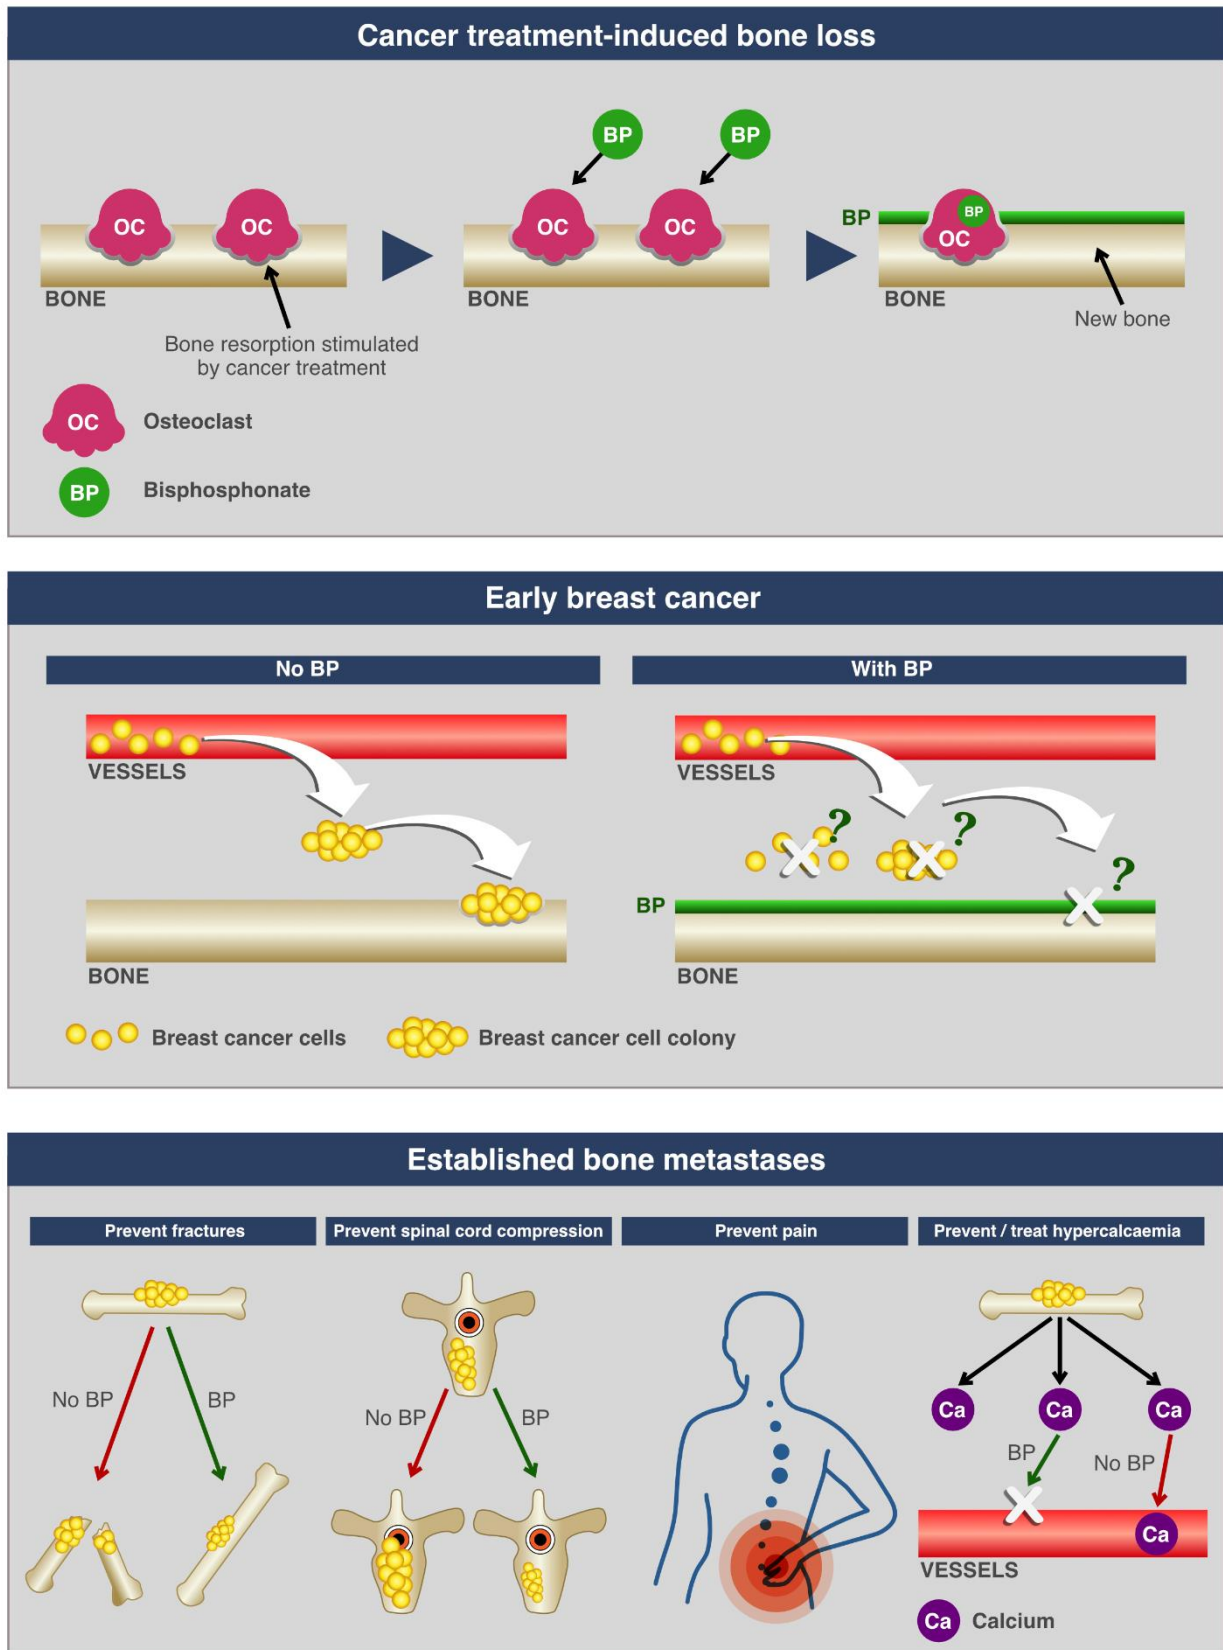 Cancer treatment-induced bone loss
BP
BP
OC
OC
OC
OC
BP
BP
OC
BONE
BONE
BONE
New bone
Bone resorption stimulated
by cancer treatment
OC
Osteoclast
BP
Bisphosphonate
Early breast cancer
No BP
VESSELS
BONE
With BP
VESSELS
?
?
?
BP
BONE
Breast cancer cells
Breast cancer cell colony
Established bone metastases
Prevent fractures
No BP
BP
Prevent spinal cord compression
No BP
BP
Prevent pain
Prevent / treat hypercalcaemia
Ca
Ca
Ca
BP
No BP
Ca
VESSELS
Ca
Calcium